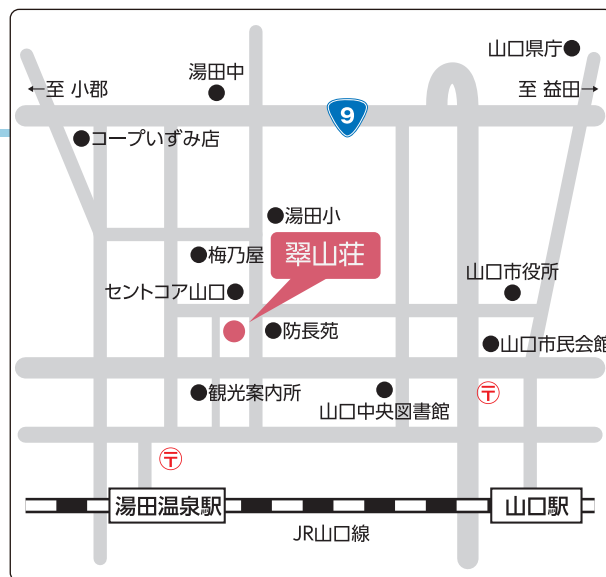 山口県庁
湯田中
←至 小郡
至 益田→
9
コープいずみ店
湯田小
梅乃屋
翠山荘
セントコア山口
山口市役所
防長苑
山口市民会館
観光案内所
山口中央図書館
〒
〒
湯田温泉駅
山口駅
JR山口線